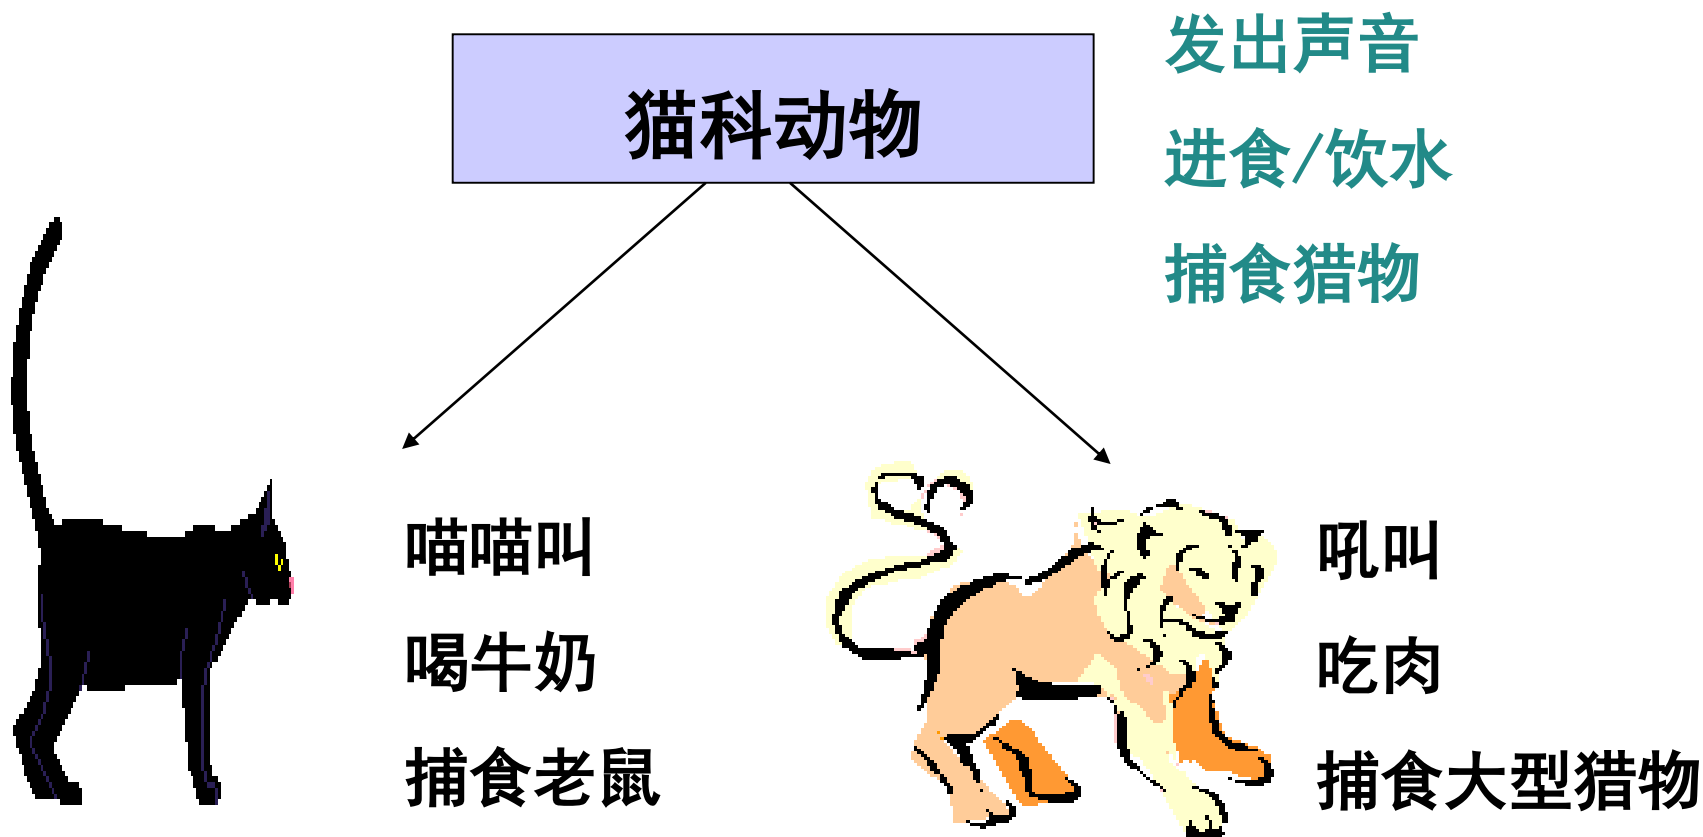 猫科动物
发出声音
进食/饮水
捕食猎物
喵喵叫
喝牛奶
捕食老鼠
吼叫
吃肉
捕食大型猎物